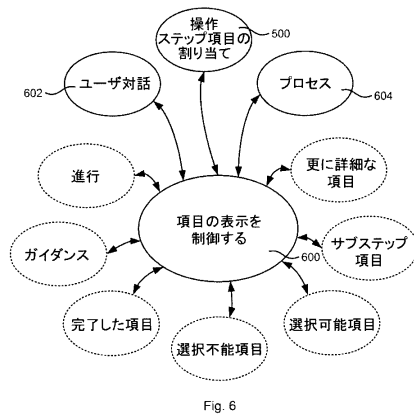 操作
ステップ項目の
割り当て
500
602
ユーザ対話
プロセス
604
進行
更に詳細な
項目
項目の表示を
制御する
600
ガイダンス
サブステップ
項目
完了した項目
選択不能項目
選択可能項目
Fig. 6